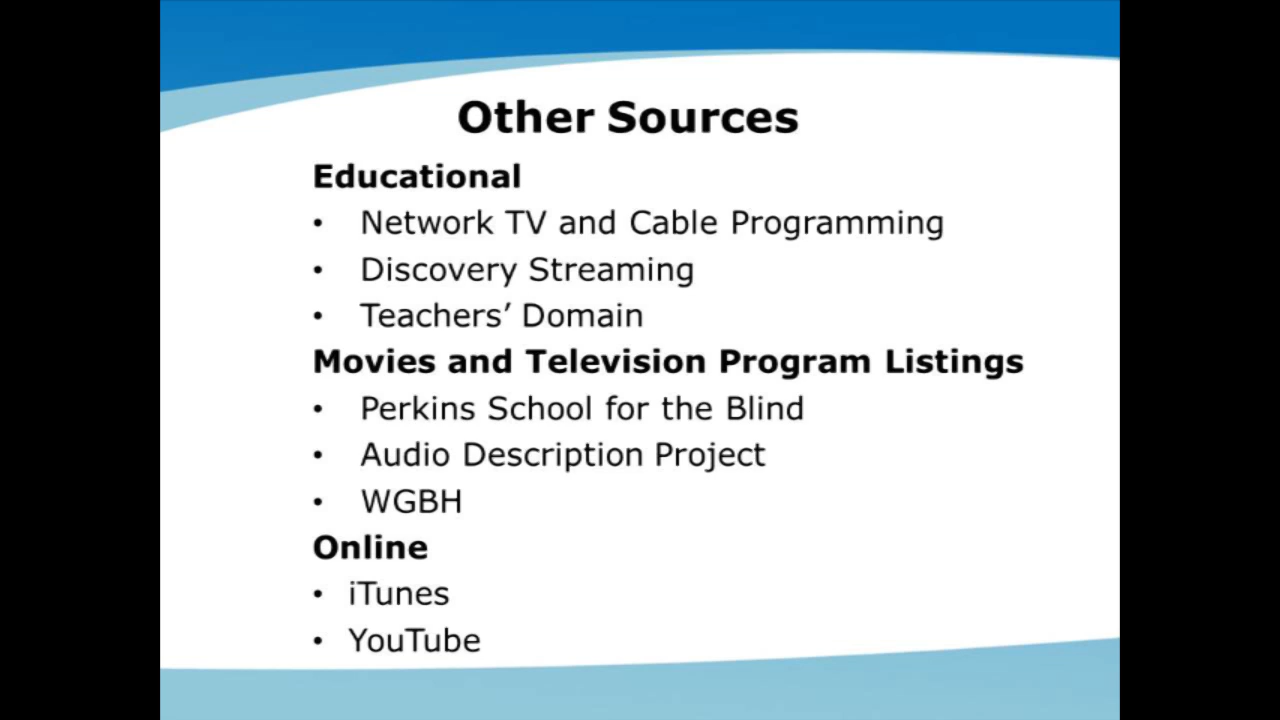 Other Sources
Educational
• Network TV and Cable Programming
• Discovery Streaming
• Teachers’ Domain
Movies and Television Program Listings
• Perkins School for the Blind
• Audio Description Project
• WGBH
Online
• iTunes
• YouTube